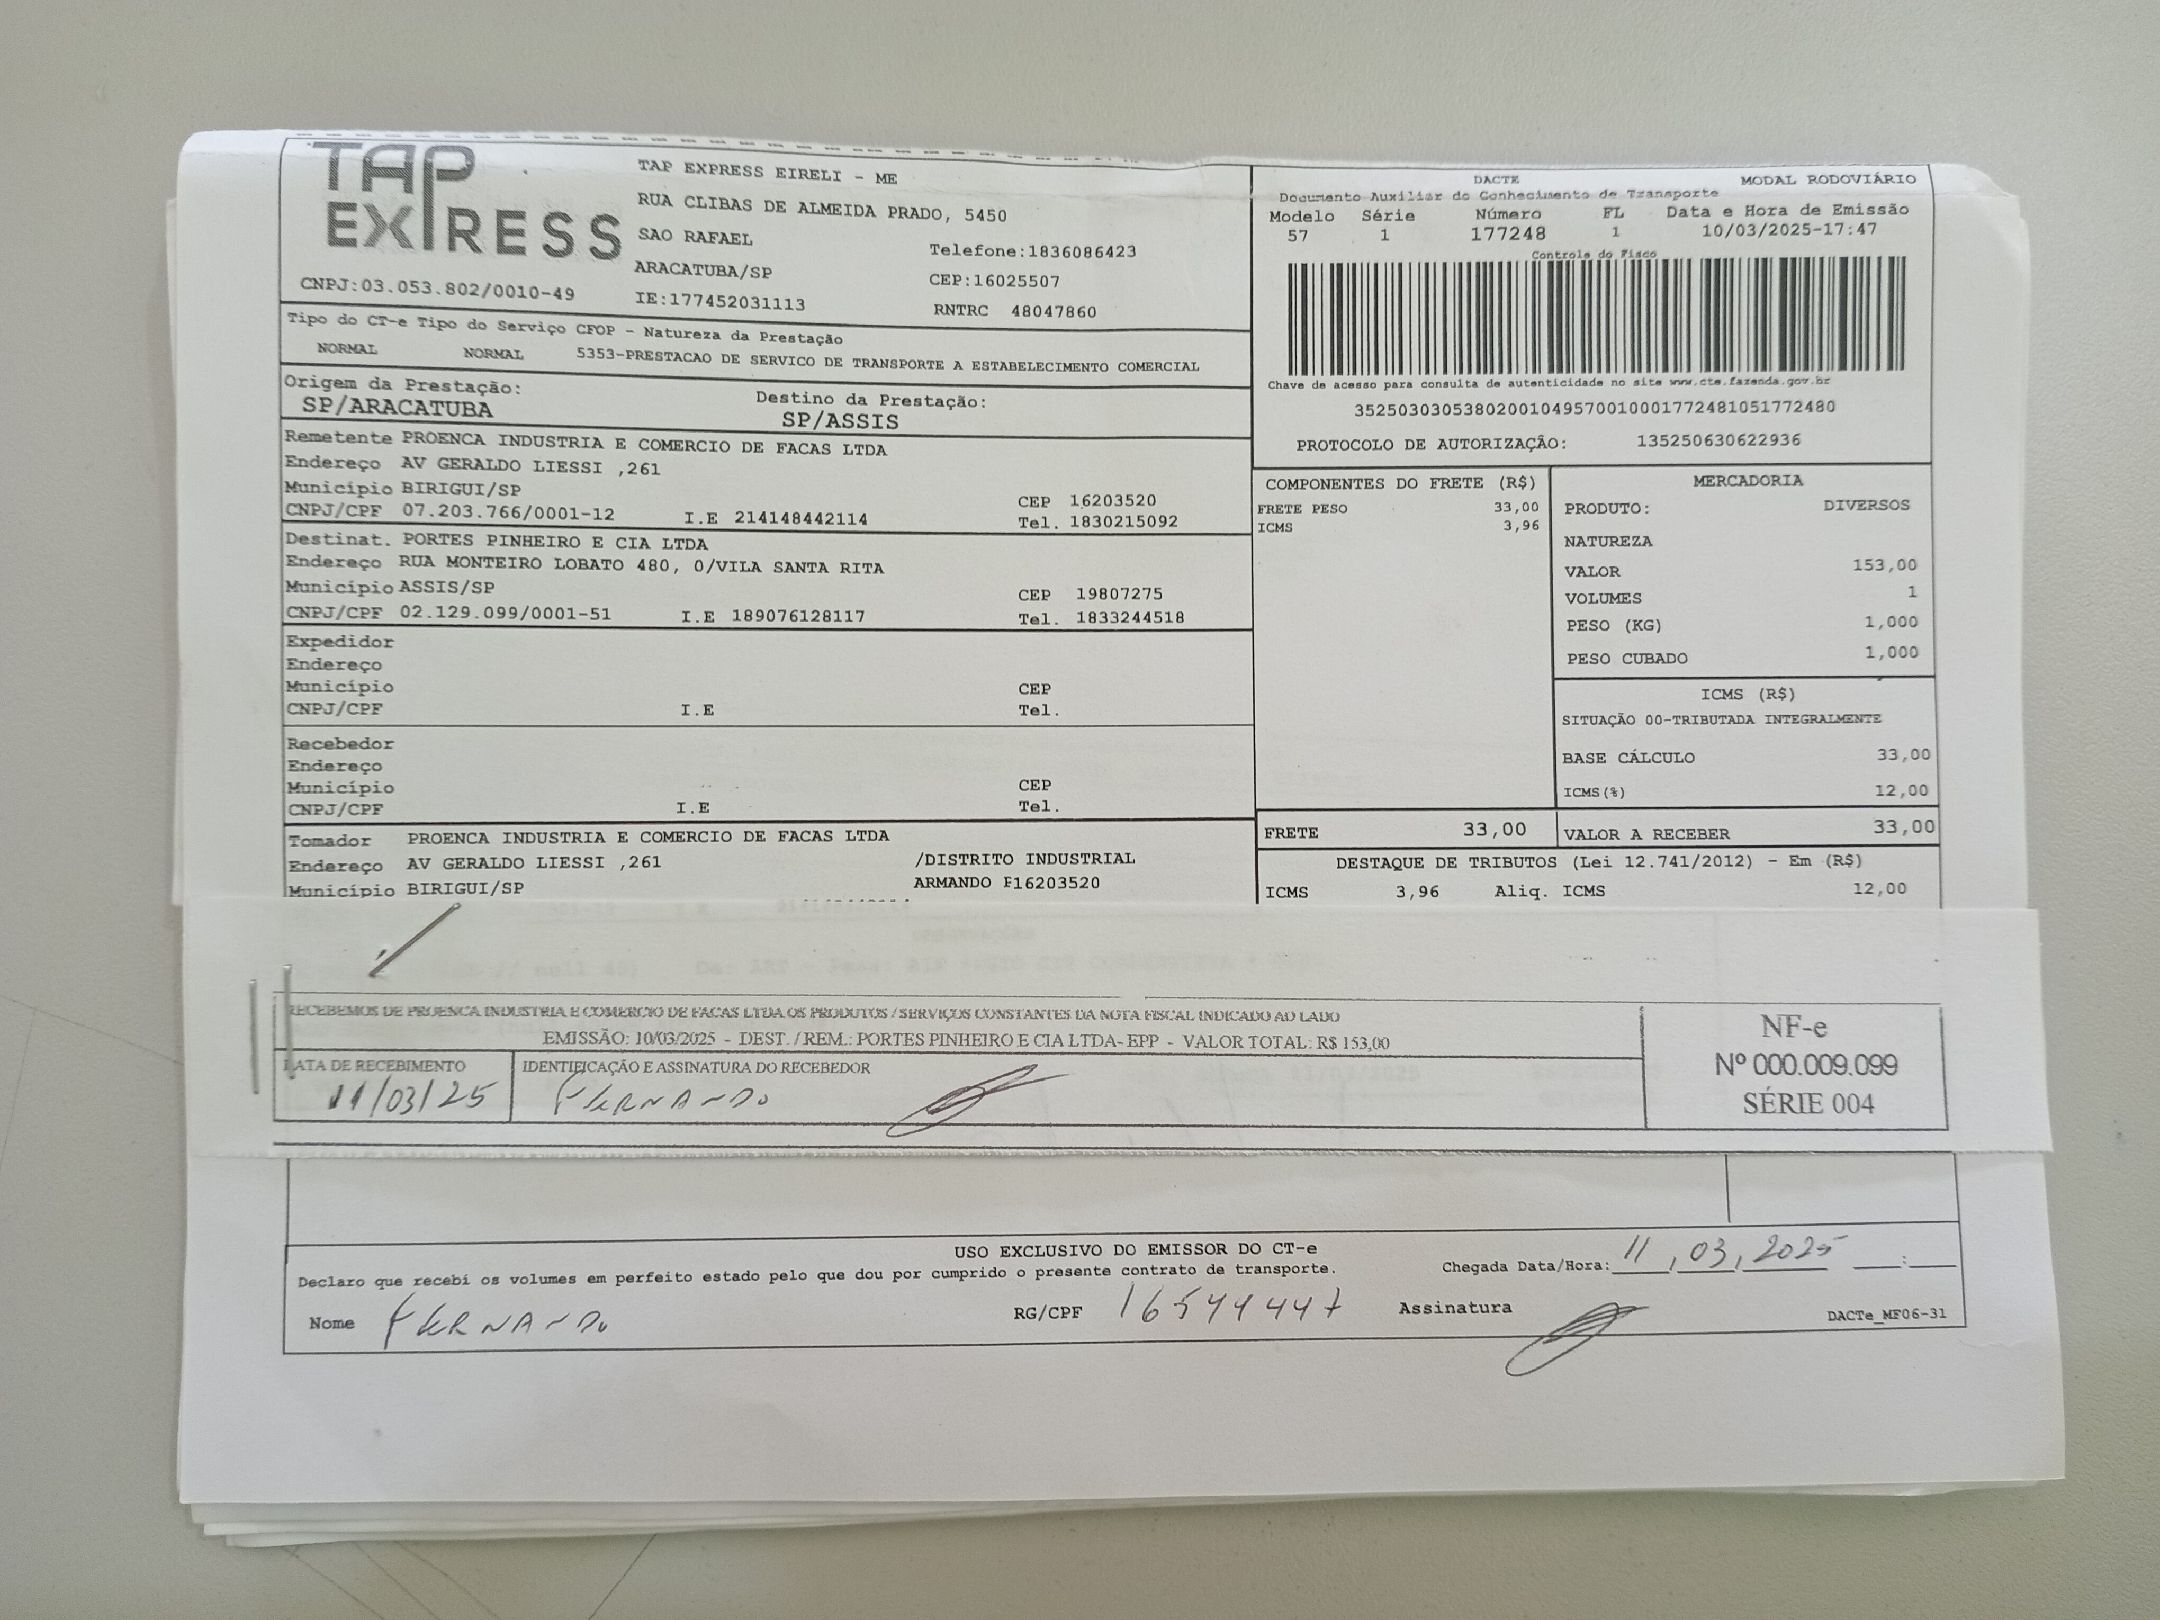 TAP EXPRESS
TAP EXPRESS EIRELI - ME
RUA CLIBAS DE ALMEIDA PRADO, 5450
SAO RAFAEL
Telefone:1836086423
ARACATUBA/SP
CEP:16025507
CNPJ:03.053.802/0010-49
IE:177452031113
RNTRC 48047860
DACTE MODAL RODOVIÁRIO
Documento Auxiliar do Conhecimento de Transporte
Modelo Série Número FL Data e Hora de Emissão
57 1 177248 1 10/03/2025-17:47
Controle do Fisco
Chave de acesso para consulta de autenticidade no site www.cte.fazenda.gov.br
35250303053802001049570010001772481051772480
PROTOCOLO DE AUTORIZAÇÃO: 135250630622936
Tipo do CT-e Tipo do Serviço CFOP - Natureza da Prestação
NORMAL NORMAL 5353-PRESTACAO DE SERVICO DE TRANSPORTE A ESTABELECIMENTO COMERCIAL
Origem da Prestação: Destino da Prestação:
SP/ARACATUBA SP/ASSIS
Remetente PROENCA INDUSTRIA E COMERCIO DE FACAS LTDA
Endereço AV GERALDO LIESSI ,261
Município BIRIGUI/SP CEP 16203520
CNPJ/CPF 07.203.766/0001-12 I.E 214148442114 Tel. 1830215092
Destinat. PORTES PINHEIRO E CIA LTDA
Endereço RUA MONTEIRO LOBATO 480, 0/VILA SANTA RITA
Município ASSIS/SP CEP 19807275
CNPJ/CPF 02.129.099/0001-51 I.E 189076128117 Tel. 1833244518
Expedidor
Endereço
Município CEP
CNPJ/CPF I.E Tel.
Recebedor
Endereço
Município CEP
CNPJ/CPF I.E Tel.
Tomador PROENCA INDUSTRIA E COMERCIO DE FACAS LTDA
Endereço AV GERALDO LIESSI ,261 /DISTRITO INDUSTRIAL
Município BIRIGUI/SP ARMANDO P16203520
COMPONENTES DO FRETE (R$)
FRETE PESO 33,00
ICMS 3,96
MERCADORIA
PRODUTO: DIVERSOS
NATUREZA
VALOR 153,00
VOLUMES 1
PESO (KG) 1,000
PESO CUBADO 1,000
ICMS (R$)
SITUAÇÃO 00-TRIBUTADA INTEGRALMENTE
BASE CÁLCULO 33,00
ICMS(%) 12,00
FRETE 33,00 VALOR A RECEBER 33,00
DESTAQUE DE TRIBUTOS (Lei 12.741/2012) - Em (R$)
ICMS 3,96 Aliq. ICMS 12,00
RECEBEMOS DE PROENCA INDUSTRIA E COMERCIO DE FACAS LTDA OS PRODUTOS / SERVIÇOS CONSTANTES DA NOTA FISCAL INDICADO AO LADO
EMISSÃO: 10/03/2025 - DEST. / REM.: PORTES PINHEIRO E CIA LTDA- EPP - VALOR TOTAL: R$ 153,00
DATA DE RECEBIMENTO IDENTIFICAÇÃO E ASSINATURA DO RECEBEDOR
11/03/25 FERNANDO
NF-e
Nº 000.009.099
SÉRIE 004
USO EXCLUSIVO DO EMISSOR DO CT-e
Declaro que recebi os volumes em perfeito estado pelo que dou por cumprido o presente contrato de transporte. Chegada Data/Hora: 11,03,2025 :
Nome FERNANDO RG/CPF Assinatura DACTe_MF06-31